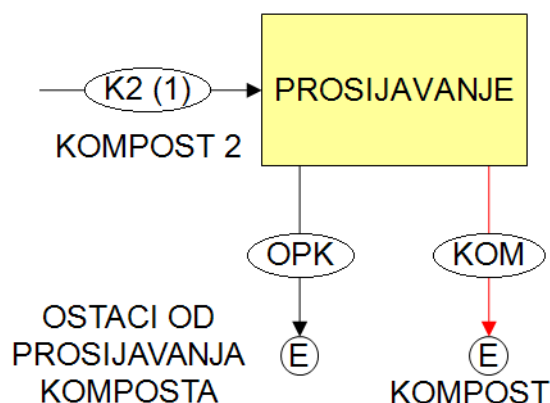 K2 (1)
PROSIJAVANJE
KOMPOST 2
OPK
KOM
OSTACI OD
PROSIJAVANJA
KOMPOSTA
E
E
KOMPOST